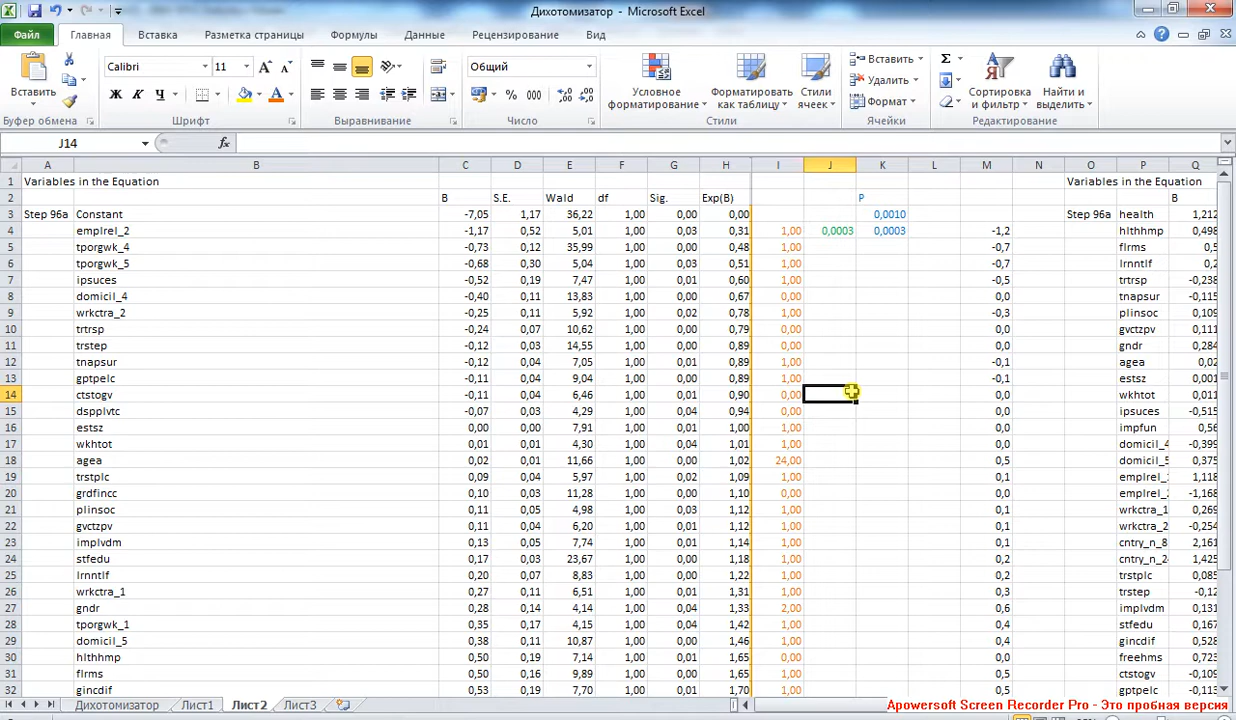 Дихотомизатор - Microsoft Excel
Файл Главная Вставка Разметка страницы Формулы Данные Рецензирование Вид
Calibri 11 Общий
Вставить Условное форматирование Форматировать как таблицу Стили ячеек Вставить Удалить Формат Сортировка и фильтр Найти и выделить
Ж К Ч % 000
Буфер обмена Шрифт Выравнивание Число Стили Ячейки Редактирование
J14 fx
A B C D E F G H I J K L M N O P Q
1 Variables in the Equation Variables in the Equation
2 B S.E. Wald df Sig. Exp(B) P B
3 Step 96a Constant -7,05 1,17 36,22 1,00 0,00 0,00 0,0010 Step 96a health 1,212
4 emplrel_2 -1,17 0,52 5,01 1,00 0,03 0,31 1,00 0,0003 0,0003 -1,2 hlthhmp 0,498
5 tporgwk_4 -0,73 0,12 35,99 1,00 0,00 0,48 1,00 -0,7 flrms 0,5
6 tporgwk_5 -0,68 0,30 5,04 1,00 0,03 0,51 1,00 -0,7 lrnntlf 0,2
7 ipsuces -0,52 0,19 7,47 1,00 0,01 0,60 1,00 -0,5 trtrsp -0,238
8 domicil_4 -0,40 0,11 13,83 1,00 0,00 0,67 0,00 0,0 tnapsur -0,115
9 wrkctra_2 -0,25 0,11 5,92 1,00 0,02 0,78 1,00 -0,3 plinsoc 0,109
10 trtrsp -0,24 0,07 10,62 1,00 0,00 0,79 0,00 0,0 gvctzpv 0,111
11 trstep -0,12 0,03 14,55 1,00 0,00 0,89 0,00 0,0 gndr 0,284
12 tnapsur -0,12 0,04 7,05 1,00 0,01 0,89 1,00 -0,1 agea 0,02
13 gptpelc -0,11 0,04 9,04 1,00 0,00 0,89 1,00 -0,1 estsz 0,001
14 ctstogv -0,11 0,04 6,46 1,00 0,01 0,90 0,00 0,0 wkhtot 0,011
15 dspplvtc -0,07 0,03 4,29 1,00 0,04 0,94 0,00 0,0 ipsuces -0,515
16 estsz 0,00 0,00 7,91 1,00 0,01 1,00 1,00 0,0 impfun 0,56
17 wkhtot 0,01 0,01 4,30 1,00 0,04 1,01 1,00 0,0 domicil_4 -0,399
18 agea 0,02 0,01 11,66 1,00 0,00 1,02 24,00 0,5 domicil_5 0,375
19 trstplc 0,09 0,04 5,97 1,00 0,02 1,09 1,00 0,1 emplrel_ 1,118
20 grdfincc 0,10 0,03 11,28 1,00 0,00 1,10 0,00 0,0 emplrel_ -1,168
21 plinsoc 0,11 0,05 4,98 1,00 0,03 1,12 1,00 0,1 wrkctra_1 0,269
22 gvctzpv 0,11 0,04 6,20 1,00 0,01 1,12 1,00 0,1 wrkctra_2 -0,254
23 implvdm 0,13 0,05 7,74 1,00 0,01 1,14 1,00 0,1 cntry_n_8 2,161
24 stfedu 0,17 0,03 23,67 1,00 0,00 1,18 1,00 0,2 cntry_n_2 1,425
25 lrnntlf 0,20 0,07 8,83 1,00 0,00 1,22 1,00 0,2 trstplc 0,085
26 wrkctra_1 0,27 0,11 6,51 1,00 0,01 1,31 1,00 0,3 trstep -0,12
27 gndr 0,28 0,14 4,14 1,00 0,04 1,33 2,00 0,6 implvdm 0,131
28 tporgwk_1 0,35 0,17 4,15 1,00 0,04 1,42 1,00 0,4 stfedu 0,168
29 domicil_5 0,38 0,11 10,87 1,00 0,00 1,46 1,00 0,4 gincdif 0,528
30 hlthhmp 0,50 0,19 7,14 1,00 0,01 1,65 0,00 0,0 freehms 0,723
31 flrms 0,50 0,16 9,89 1,00 0,00 1,65 1,00 0,5 ctstogv -0,109
32 gincdif 0,53 0,19 7,70 1,00 0,01 1,70 1,00 0,5 gptpelc -0,113
Дихотомизатор Лист1 Лист2 Лист3
Apowersoft Screen Recorder Pro - Это пробная версия